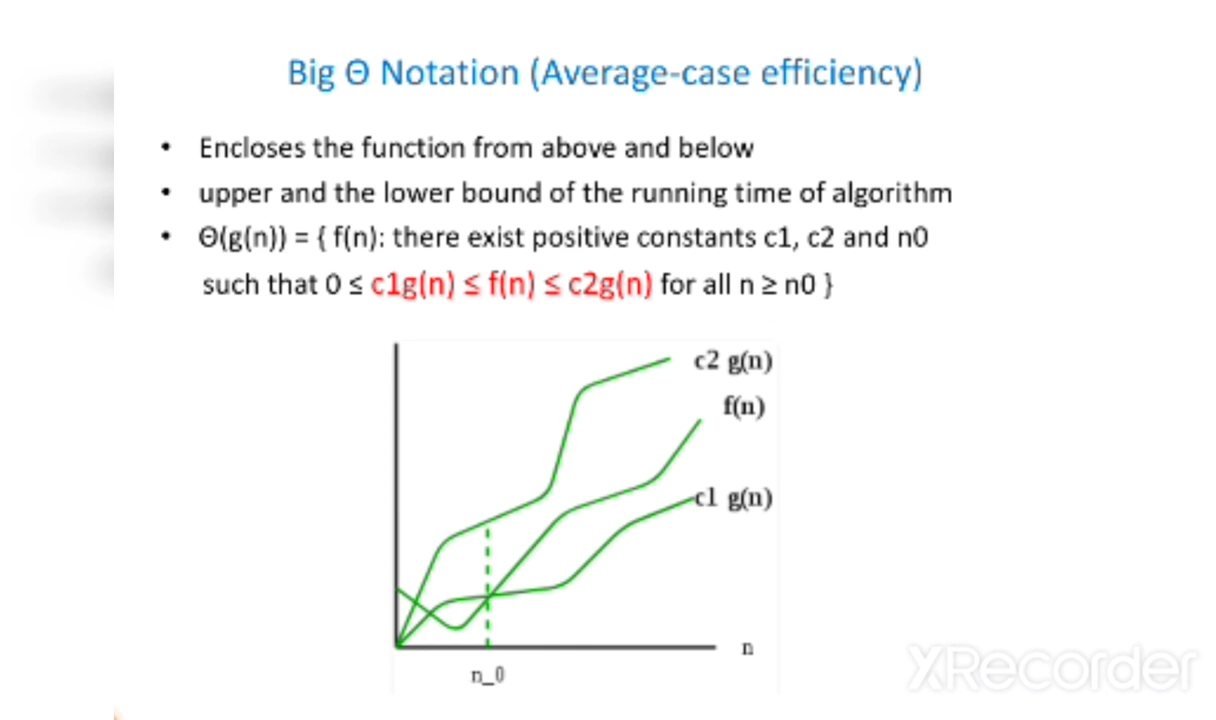 Big Θ Notation (Average-case efficiency)
• Encloses the function from above and below
• upper and the lower bound of the running time of algorithm
• Θ(g(n)) = { f(n): there exist positive constants c1, c2 and n0
such that 0 ≤ c1g(n) ≤ f(n) ≤ c2g(n) for all n ≥ n0 }
c2 g(n)
f(n)
c1 g(n)
n
n_0
XRecorder